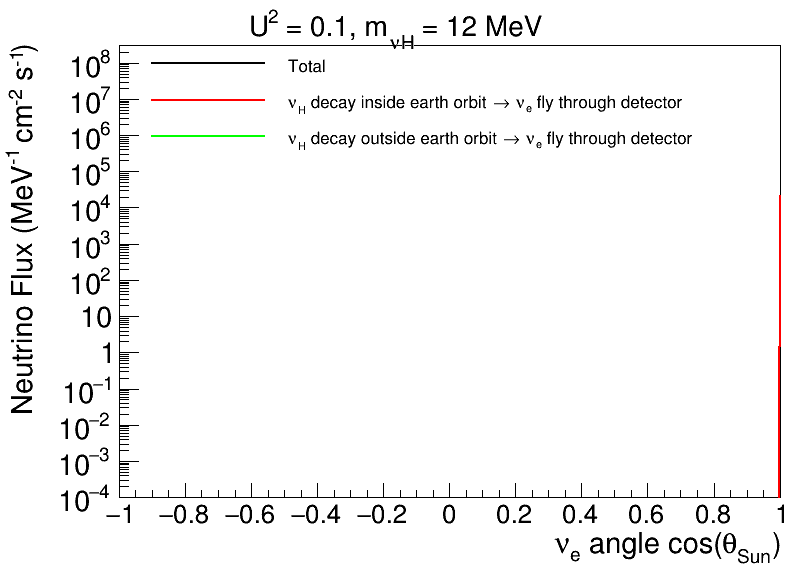 U² = 0.1, m_νH = 12 MeV
Total
ν_H decay inside earth orbit → ν_e fly through detector
ν_H decay outside earth orbit → ν_e fly through detector
Neutrino Flux (MeV⁻¹ cm⁻² s⁻¹)
10⁸
10⁷
10⁶
10⁵
10⁴
10³
10²
10
1
10⁻¹
10⁻²
10⁻³
10⁻⁴
−1 −0.8 −0.6 −0.4 −0.2 0 0.2 0.4 0.6 0.8 1
ν_e angle cos(θ_Sun)